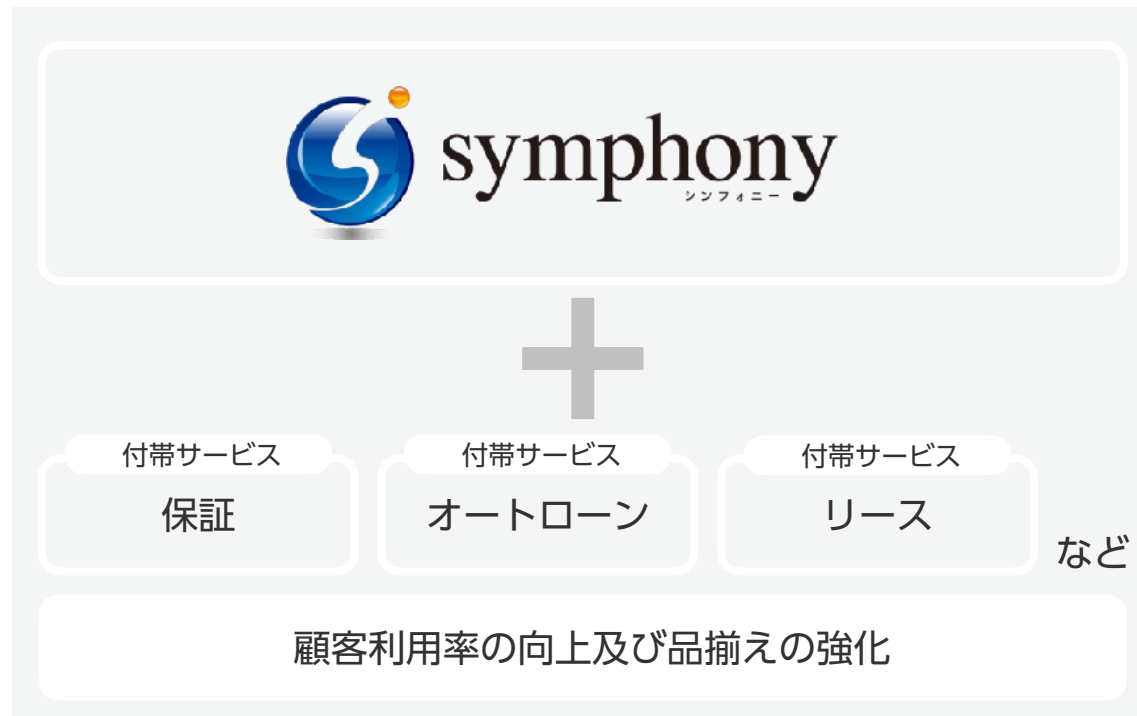 symphony
シンフォニー
付帯サービス
保証
付帯サービス
オートローン
付帯サービス
リース
など
顧客利用率の向上及び品揃えの強化